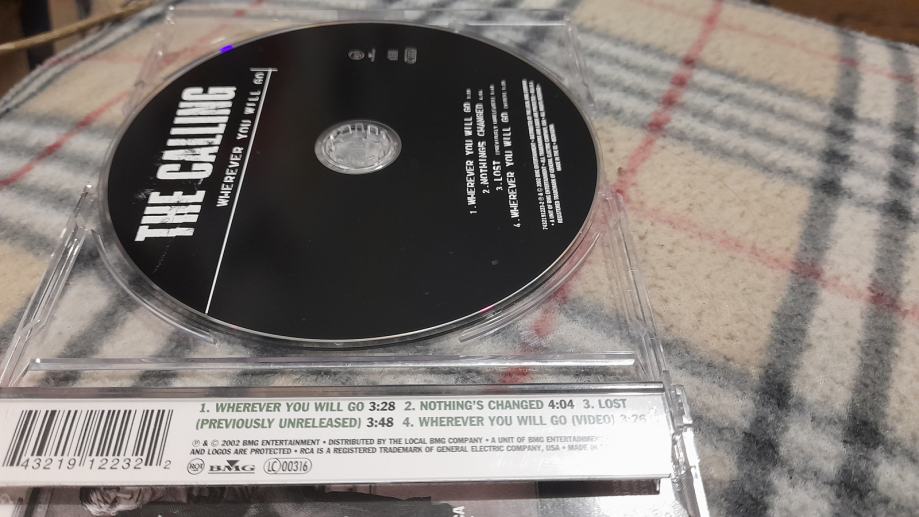 THE CALLING
WHEREVER YOU WILL GO
1. WHEREVER YOU WILL GO
2. NOTHING'S CHANGED
3. LOST
4. WHEREVER YOU WILL GO
1. WHEREVER YOU WILL GO 3:28 2. NOTHING'S CHANGED 4:04 3. LOST
(PREVIOUSLY UNRELEASED) 3:48 4. WHEREVER YOU WILL GO (VIDEO) 3:26
℗ & © 2002 BMG ENTERTAINMENT • DISTRIBUTED BY THE LOCAL BMG COMPANY • A UNIT OF BMG ENTERTAINMEN
AND LOGOS ARE PROTECTED • RCA IS A REGISTERED TRADEMARK OF GENERAL ELECTRIC COMPANY, USA • MADE IN
43219 12232 2
RCA BMG LC 00316